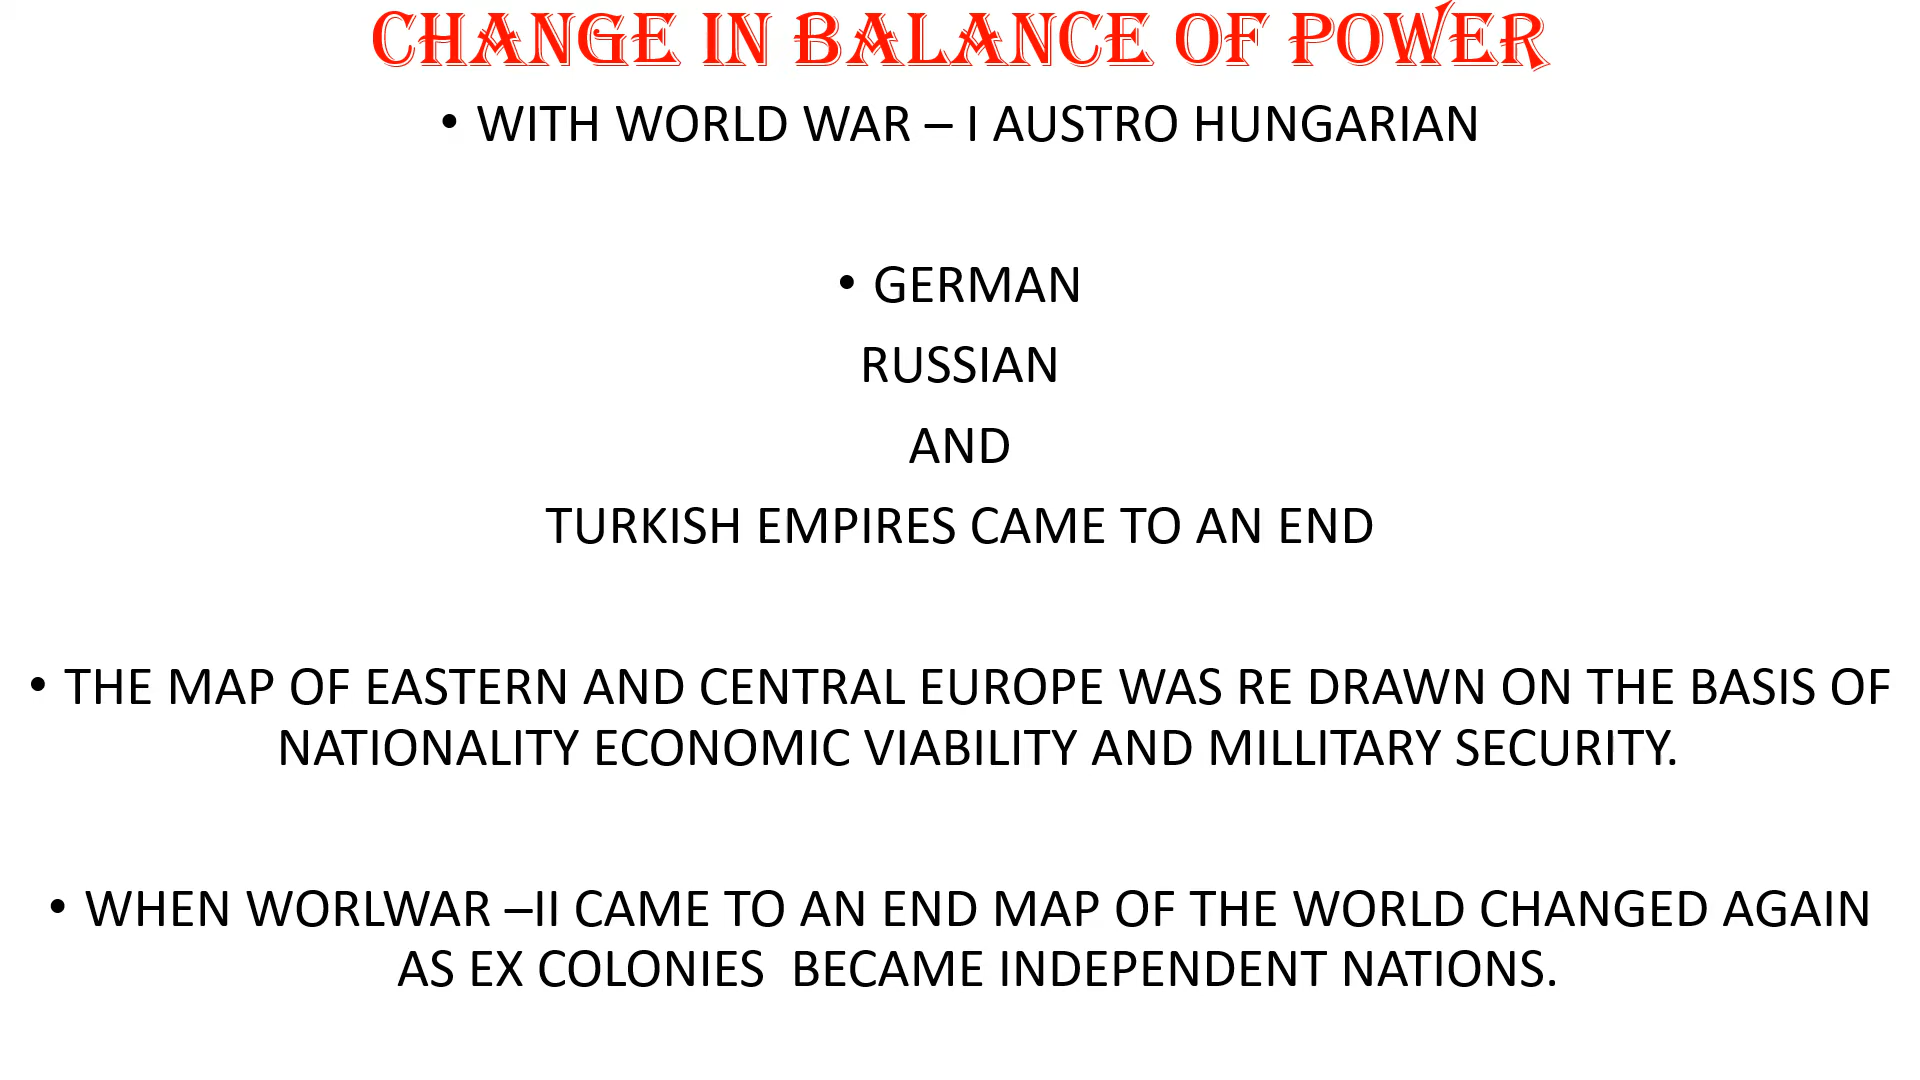 CHANGE IN BALANCE OF POWER
• WITH WORLD WAR – I AUSTRO HUNGARIAN
• GERMAN
RUSSIAN
AND
TURKISH EMPIRES CAME TO AN END
• THE MAP OF EASTERN AND CENTRAL EUROPE WAS RE DRAWN ON THE BASIS OF
NATIONALITY ECONOMIC VIABILITY AND MILLITARY SECURITY.
• WHEN WORLWAR –II CAME TO AN END MAP OF THE WORLD CHANGED AGAIN
AS EX COLONIES  BECAME INDEPENDENT NATIONS.